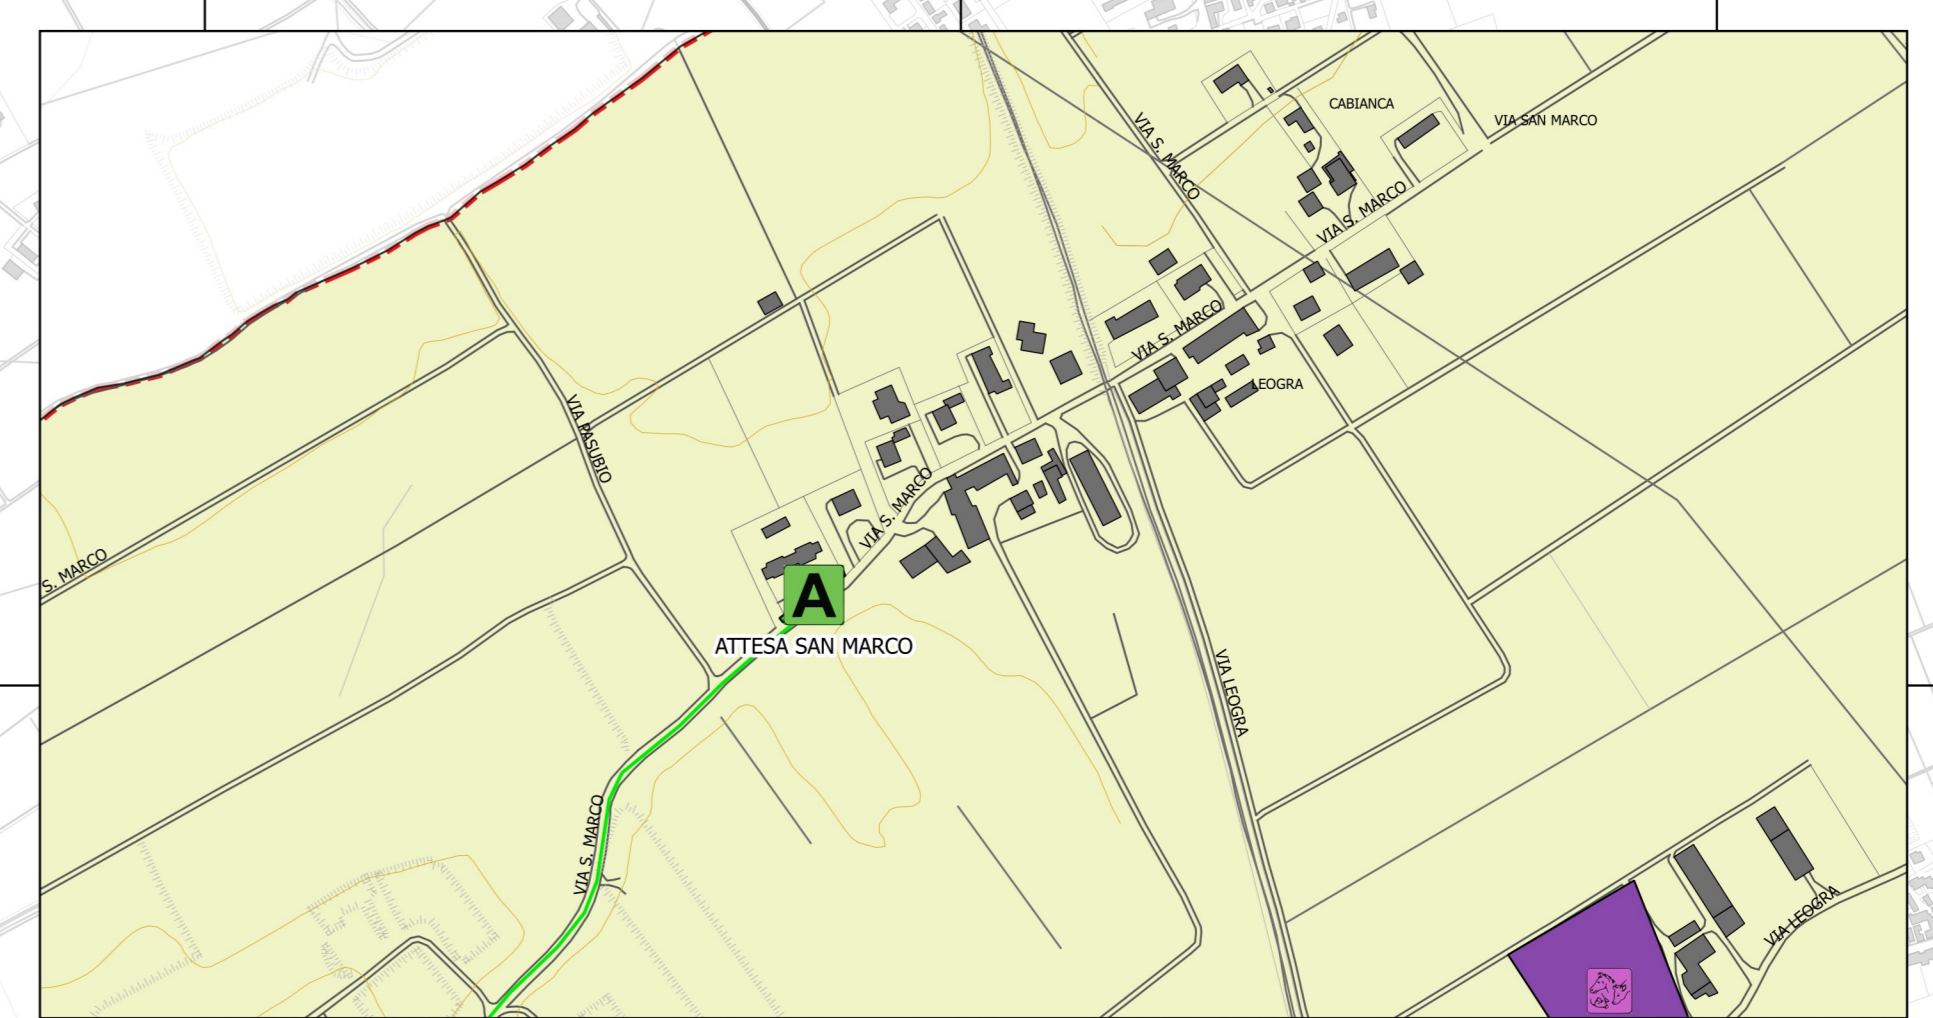 CABIANCA
VIA SAN MARCO
VIA S. MARCO
VIA S. MARCO
VIA S. MARCO
LEOGRA
VIA PASUBIO
VIA S. MARCO
S. MARCO
A
ATTESA SAN MARCO
VIA LEOGRA
VIA S. MARCO
VIA LEOGRA